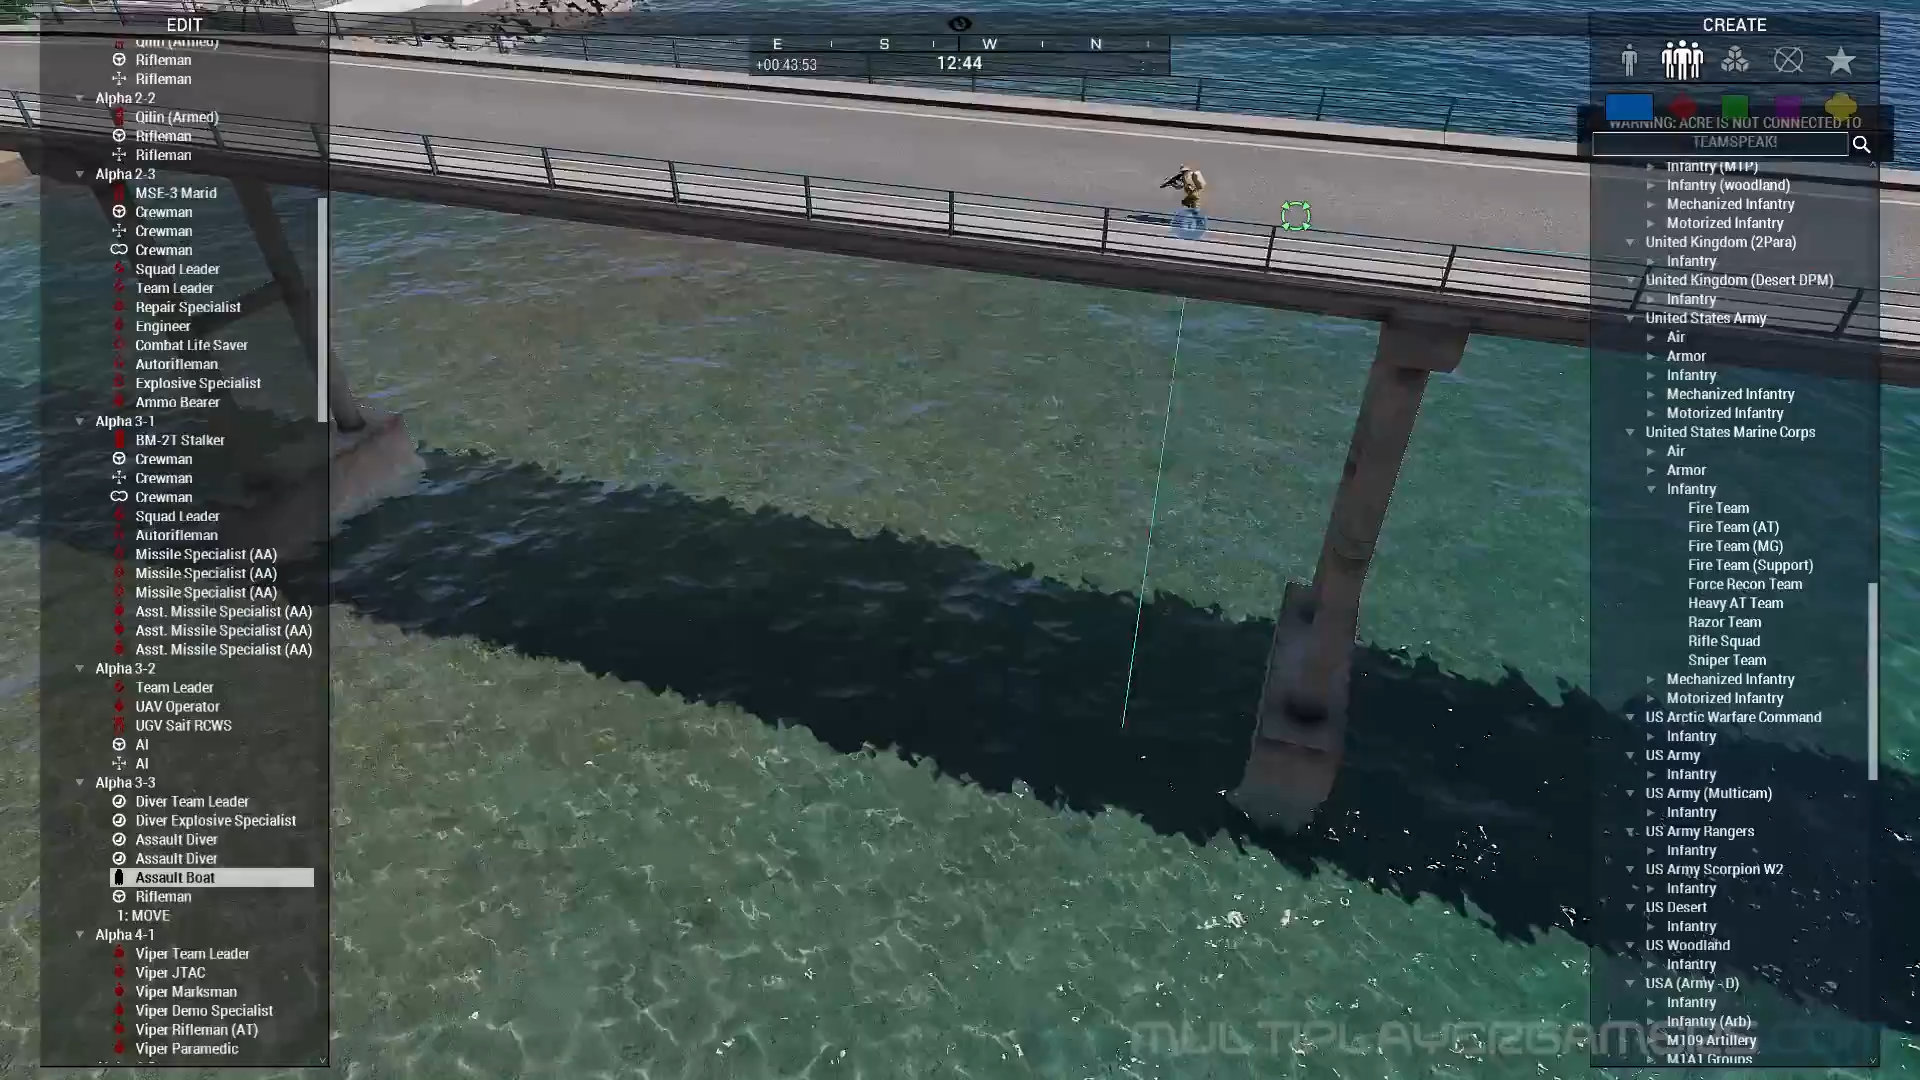 EDIT
Qilin (Armed)
Rifleman
Rifleman
Alpha 2-2
Qilin (Armed)
Rifleman
Rifleman
Alpha 2-3
MSE-3 Marid
Crewman
Crewman
Crewman
Squad Leader
Team Leader
Repair Specialist
Engineer
Combat Life Saver
Autorifleman
Explosive Specialist
Ammo Bearer
Alpha 3-1
BM-2T Stalker
Crewman
Crewman
Crewman
Squad Leader
Autorifleman
Missile Specialist (AA)
Missile Specialist (AA)
Missile Specialist (AA)
Asst. Missile Specialist (AA)
Asst. Missile Specialist (AA)
Asst. Missile Specialist (AA)
Alpha 3-2
Team Leader
UAV Operator
UGV Saif RCWS
AI
AI
Alpha 3-3
Diver Team Leader
Diver Explosive Specialist
Assault Diver
Assault Diver
Assault Boat
Rifleman
1: MOVE
Alpha 4-1
Viper Team Leader
Viper JTAC
Viper Marksman
Viper Demo Specialist
Viper Rifleman (AT)
Viper Paramedic
E S W N
+00:43:53 12:44
CREATE
WARNING: ACRE IS NOT CONNECTED TO
TEAMSPEAK!
Infantry (MTP)
Infantry (woodland)
Mechanized Infantry
Motorized Infantry
United Kingdom (2Para)
Infantry
United Kingdom (Desert DPM)
Infantry
United States Army
Air
Armor
Infantry
Mechanized Infantry
Motorized Infantry
United States Marine Corps
Air
Armor
Infantry
Fire Team
Fire Team (AT)
Fire Team (MG)
Fire Team (Support)
Force Recon Team
Heavy AT Team
Razor Team
Rifle Squad
Sniper Team
Mechanized Infantry
Motorized Infantry
US Arctic Warfare Command
Infantry
US Army
Infantry
US Army (Multicam)
Infantry
US Army Rangers
Infantry
US Army Scorpion W2
Infantry
US Desert
Infantry
US Woodland
Infantry
USA (Army - D)
Infantry
Infantry (Arb)
M109 Artillery
M1A1 Groups
MULTIPLAYERGAMERS.COM